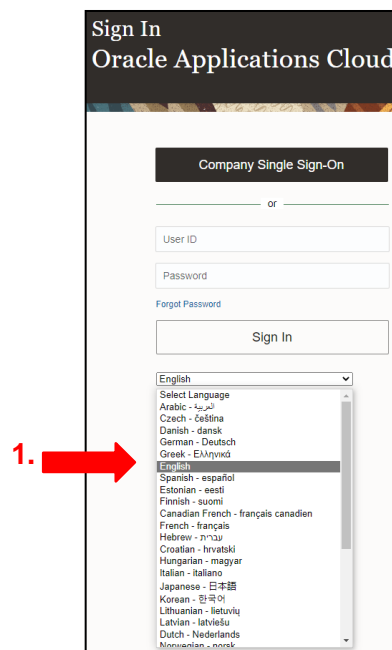 Sign In
Oracle Applications Cloud
Company Single Sign-On
or
User ID
Password
Forgot Password
Sign In
English
Select Language
Arabic - العربية
Czech - čeština
Danish - dansk
German - Deutsch
Greek - Ελληνικά
1.
English
Spanish - español
Estonian - eesti
Finnish - suomi
Canadian French - français canadien
French - français
Hebrew - עברית
Croatian - hrvatski
Hungarian - magyar
Italian - italiano
Japanese - 日本語
Korean - 한국어
Lithuanian - lietuvių
Latvian - latviešu
Dutch - Nederlands
Norwegian - norsk